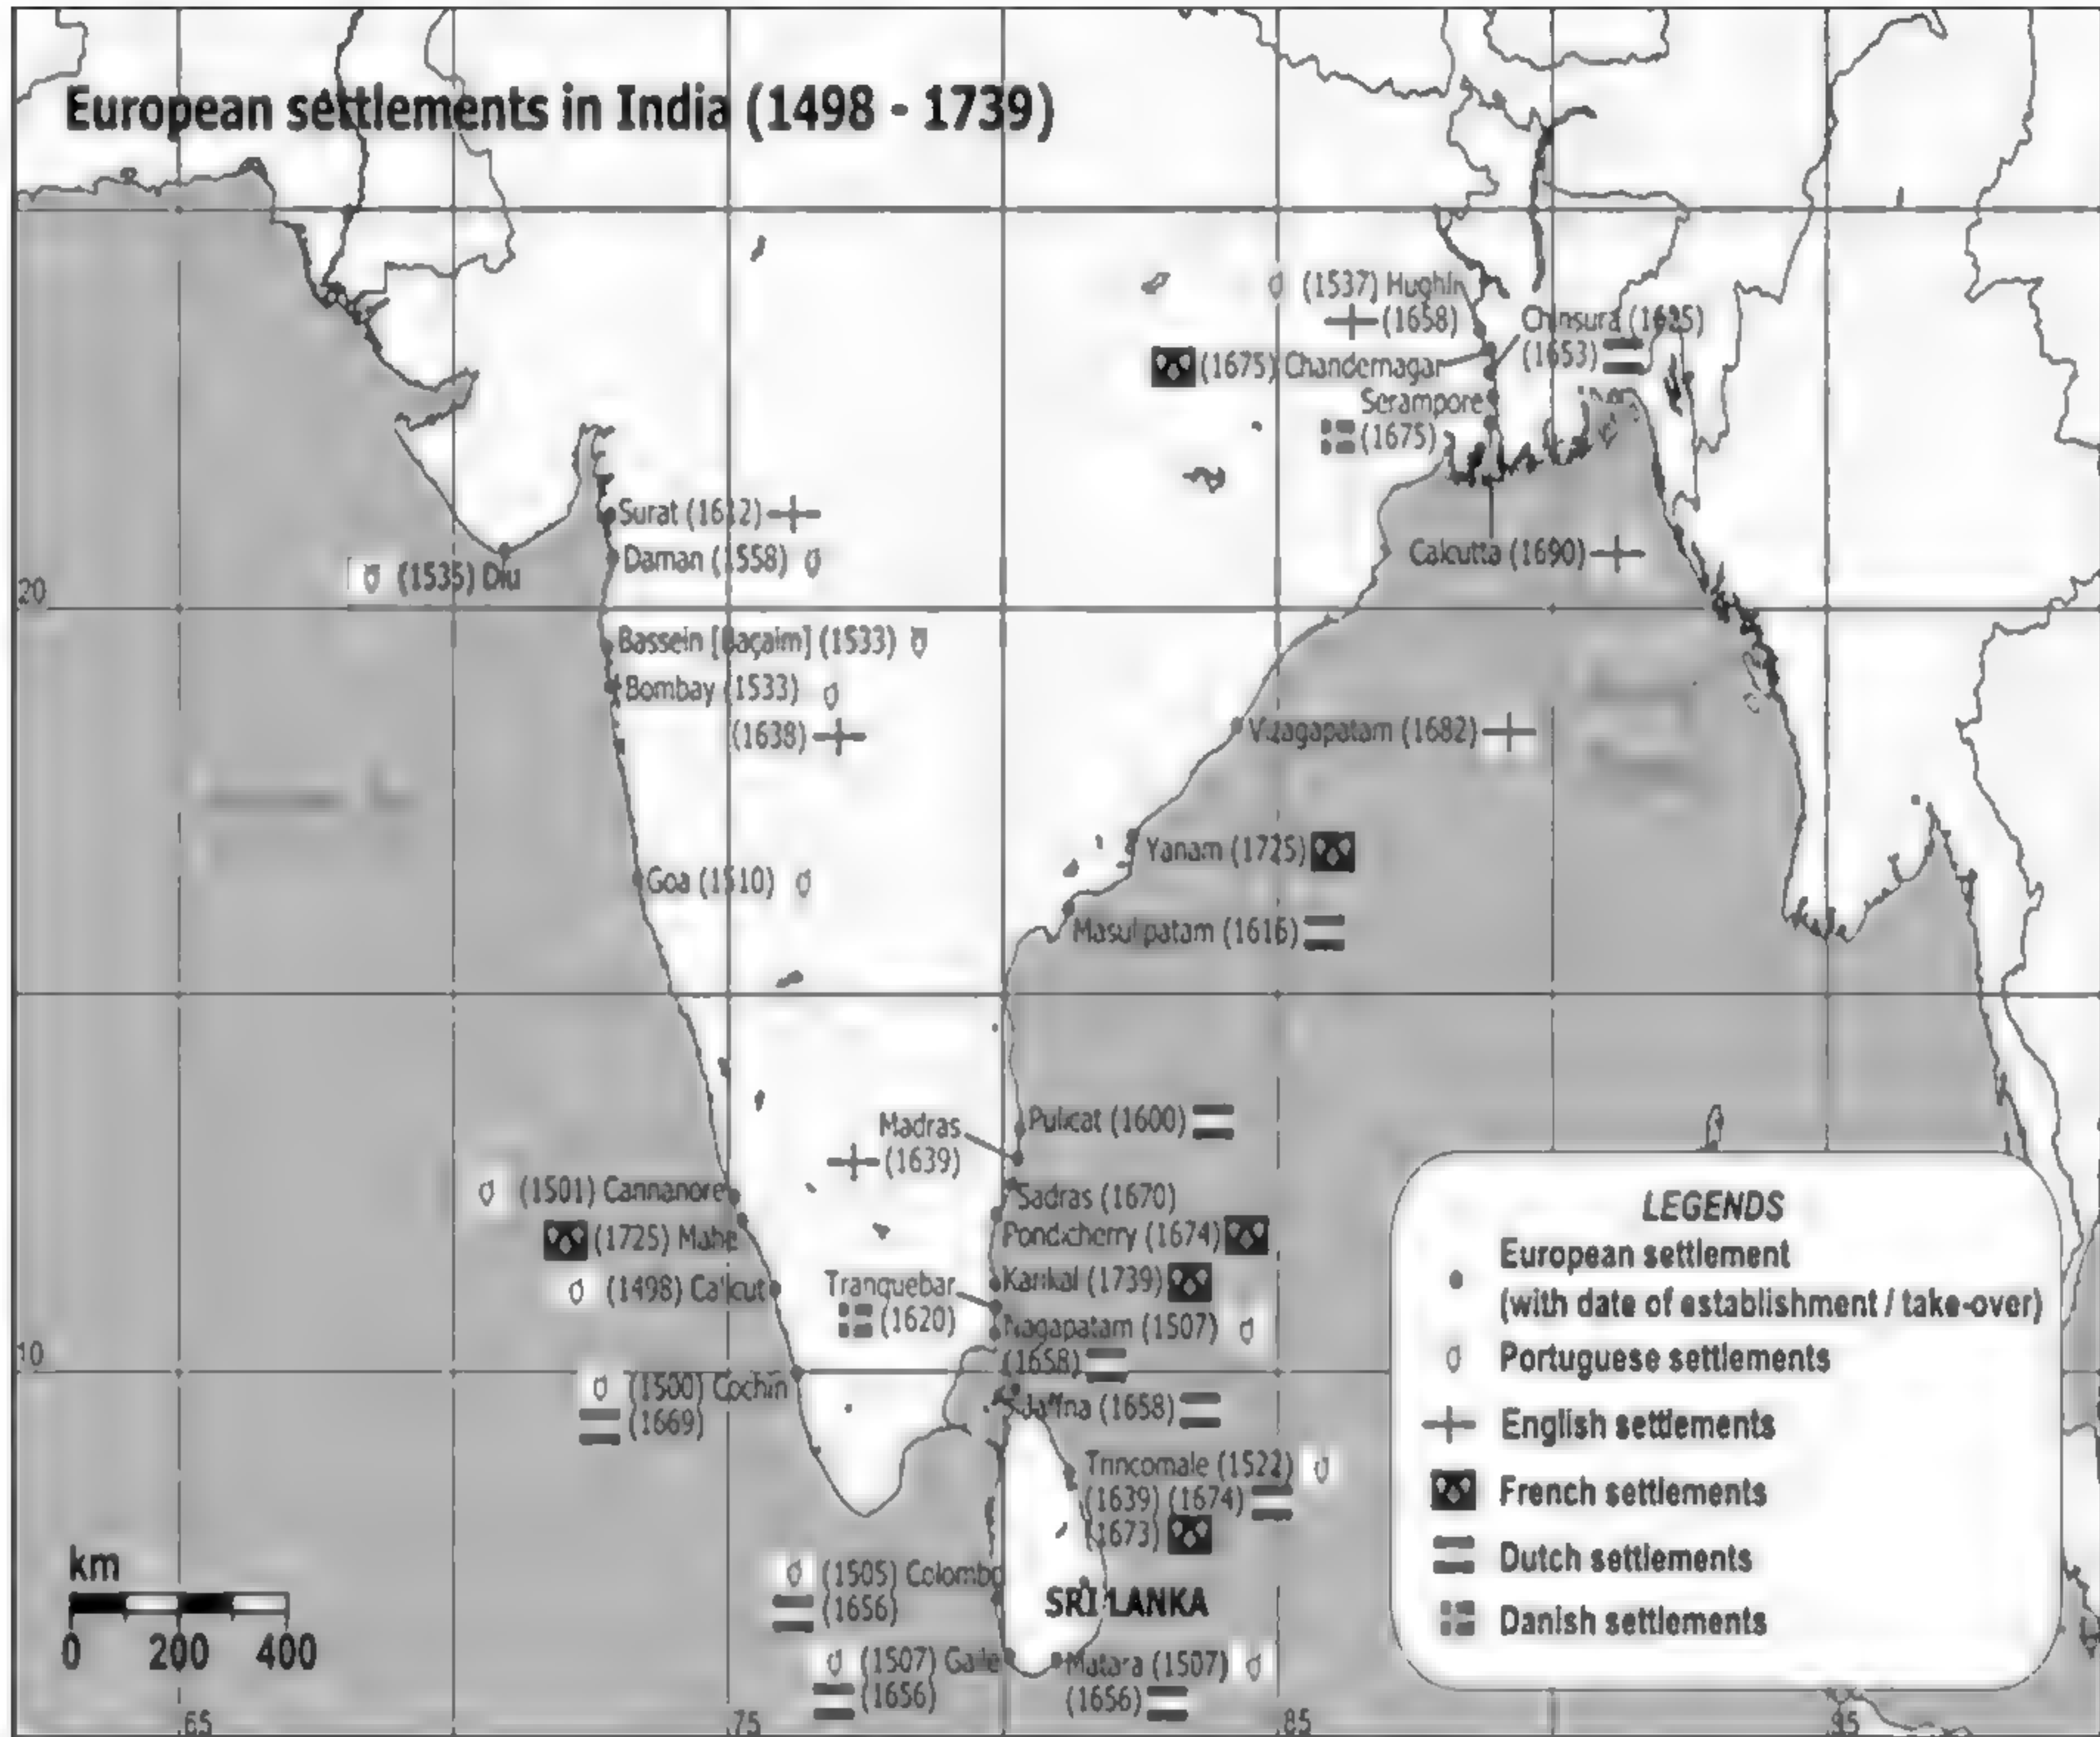 European settlements in India (1498 - 1739)
(1537) Hughlin
(1658)
Chinsura (1625)
(1653)
(1675) Chandernagar
Serampore
(1675)
Surat (1612)
Daman (1558)
(1535) Diu
Calcutta (1690)
20
Bassein [Baçaim] (1533)
Bombay (1533)
(1638)
Vizagapatam (1682)
Yanam (1725)
Goa (1510)
Masulipatam (1616)
Pulicat (1600)
Madras
(1639)
(1501) Cannanore
Sadras (1670)
(1725) Mahe
Pondicherry (1674)
(1498) Calicut
Tranquebar
(1620)
Karikal (1739)
Nagapatam (1507)
(1658)
10
(1500) Cochin
(1669)
Jaffna (1658)
Trincomale (1522)
(1639) (1674)
(1673)
(1505) Colombo
(1656)
SRI LANKA
(1507) Galle
(1656)
Matara (1507)
(1656)
LEGENDS
European settlement
(with date of establishment / take-over)
Portuguese settlements
English settlements
French settlements
Dutch settlements
Danish settlements
km
0 200 400
65 75 85 95